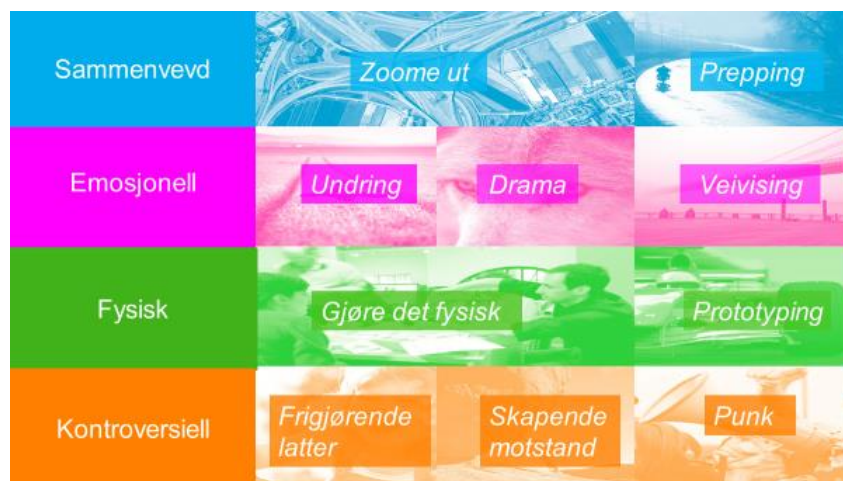 Sammenvevd
Zoome ut
Prepping
Emosjonell
Undring
Drama
Veivising
Fysisk
Gjøre det fysisk
Prototyping
Kontroversiell
Frigjørende
latter
Skapende
motstand
Punk